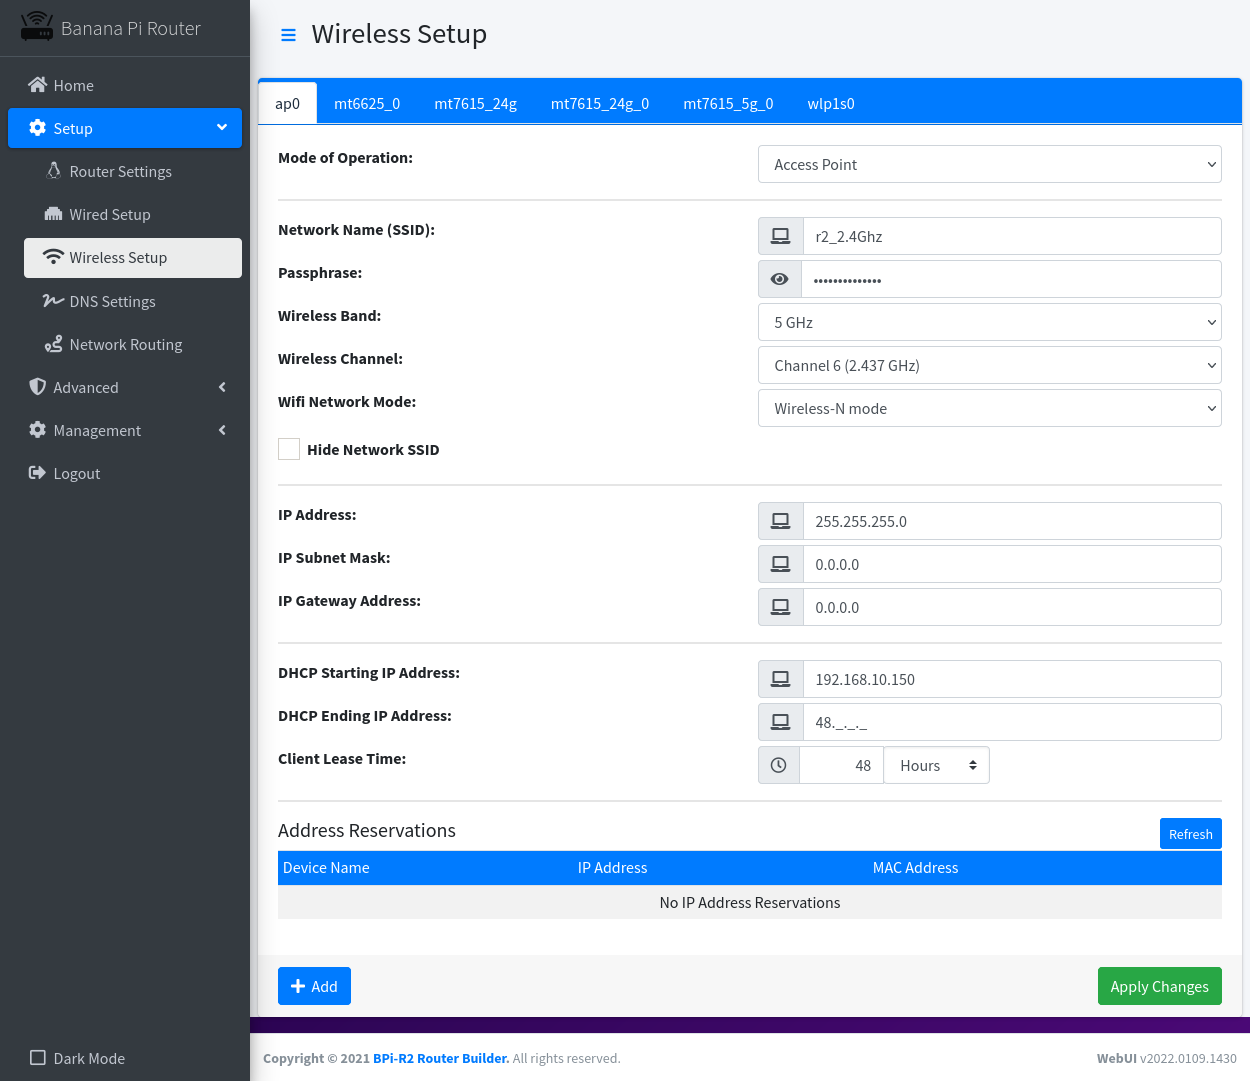 Banana Pi Router
Wireless Setup
Home
Setup
Router Settings
Wired Setup
Wireless Setup
DNS Settings
Network Routing
Advanced
Management
Logout
Dark Mode
ap0 mt6625_0 mt7615_24g mt7615_24g_0 mt7615_5g_0 wlp1s0
Mode of Operation: Access Point
Network Name (SSID): r2_2.4Ghz
Passphrase: ••••••••••••••
Wireless Band: 5 GHz
Wireless Channel: Channel 6 (2.437 GHz)
Wifi Network Mode: Wireless-N mode
Hide Network SSID
IP Address: 255.255.255.0
IP Subnet Mask: 0.0.0.0
IP Gateway Address: 0.0.0.0
DHCP Starting IP Address: 192.168.10.150
DHCP Ending IP Address: 48._._._
Client Lease Time: 48 Hours
Address Reservations Refresh
Device Name IP Address MAC Address
No IP Address Reservations
Add Apply Changes
Copyright © 2021 BPi-R2 Router Builder. All rights reserved. WebUI v2022.0109.1430